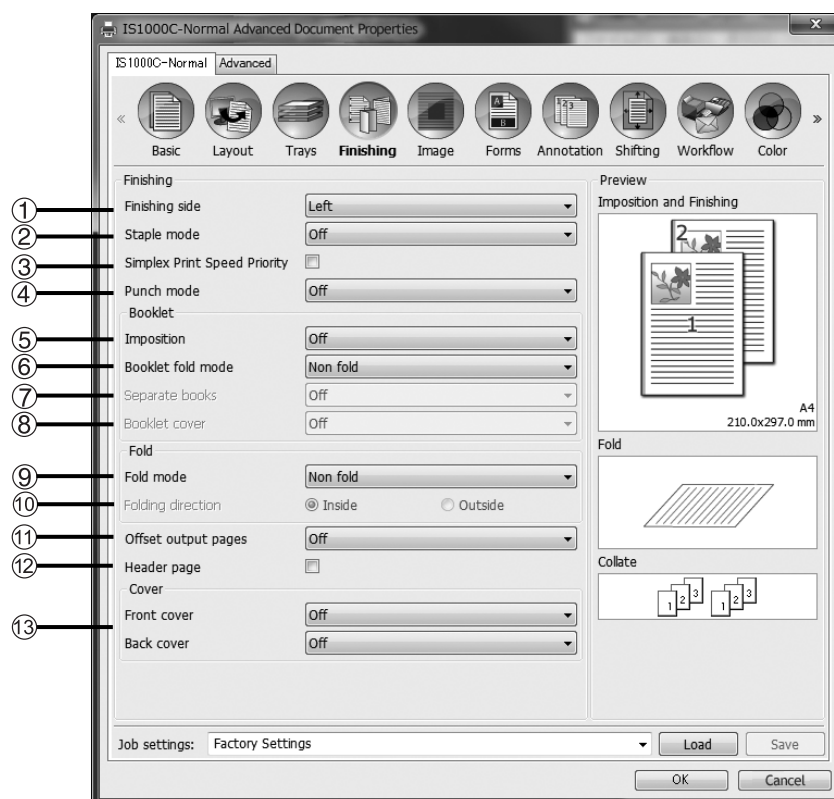 IS1000C-Normal Advanced Document Properties
IS1000C-Normal Advanced
« Basic Layout Trays Finishing Image Forms Annotation Shifting Workflow Color »
Finishing
① Finishing side Left
② Staple mode Off
③ Simplex Print Speed Priority
④ Punch mode Off
Booklet
⑤ Imposition Off
⑥ Booklet fold mode Non fold
⑦ Separate books Off
⑧ Booklet cover Off
Fold
⑨ Fold mode Non fold
⑩ Folding direction Inside Outside
⑪ Offset output pages Off
⑫ Header page
Cover
⑬ Front cover Off
Back cover Off
Preview
Imposition and Finishing
2
1
A4
210.0x297.0 mm
Fold
Collate
1 2 3 1 2 3
Job settings: Factory Settings Load Save
OK Cancel